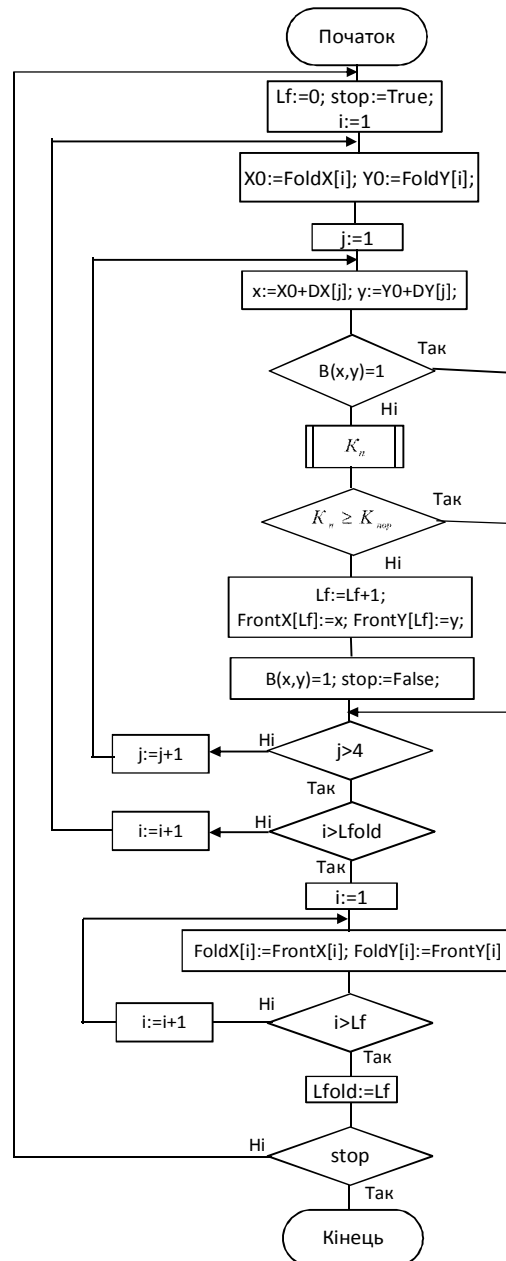 Початок
Lf:=0; stop:=True;
i:=1
X0:=FoldX[i]; Y0:=FoldY[i];
j:=1
x:=X0+DX[j]; y:=Y0+DY[j];
Так
B(x,y)=1
Ні
Kп
Так
Kп ≥ Kпор
Ні
Lf:=Lf+1;
FrontX[Lf]:=x; FrontY[Lf]:=y;
B(x,y)=1; stop:=False;
j:=j+1
Ні
j>4
Так
i:=i+1
Ні
i>Lfold
Так
i:=1
FoldX[i]:=FrontX[i]; FoldY[i]:=FrontY[i]
i:=i+1
Ні
i>Lf
Так
Lfold:=Lf
Ні
stop
Так
Кінець